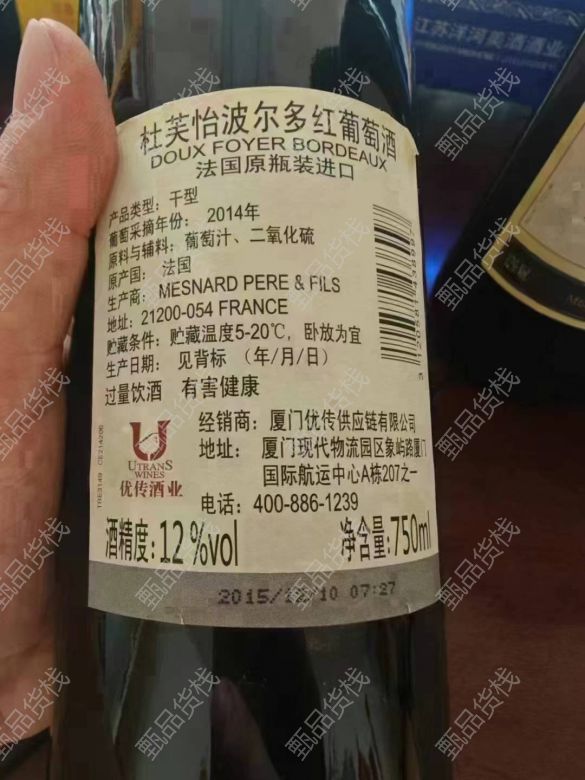 江苏洋河美酒酒业
杜芙怡波尔多红葡萄酒
DOUX FOYER BORDEAUX
法国原瓶装进口
产品类型：干型
葡萄采摘年份：2014年
原料与辅料：葡萄汁、二氧化硫
原产国：法国
生产商：MESNARD PERE & FILS
地址：21200-054 FRANCE
贮藏条件：贮藏温度5-20℃，卧放为宜
生产日期：见背标（年/月/日）
过量饮酒 有害健康
经销商：厦门优传供应链有限公司
地址：厦门现代物流园区象屿路厦门
国际航运中心A栋207之一
电话：400-886-1239
UTRANS
WINES
优传酒业
酒精度：12%vol
净含量:750ml
2015/12/10 07:27
甄品货栈